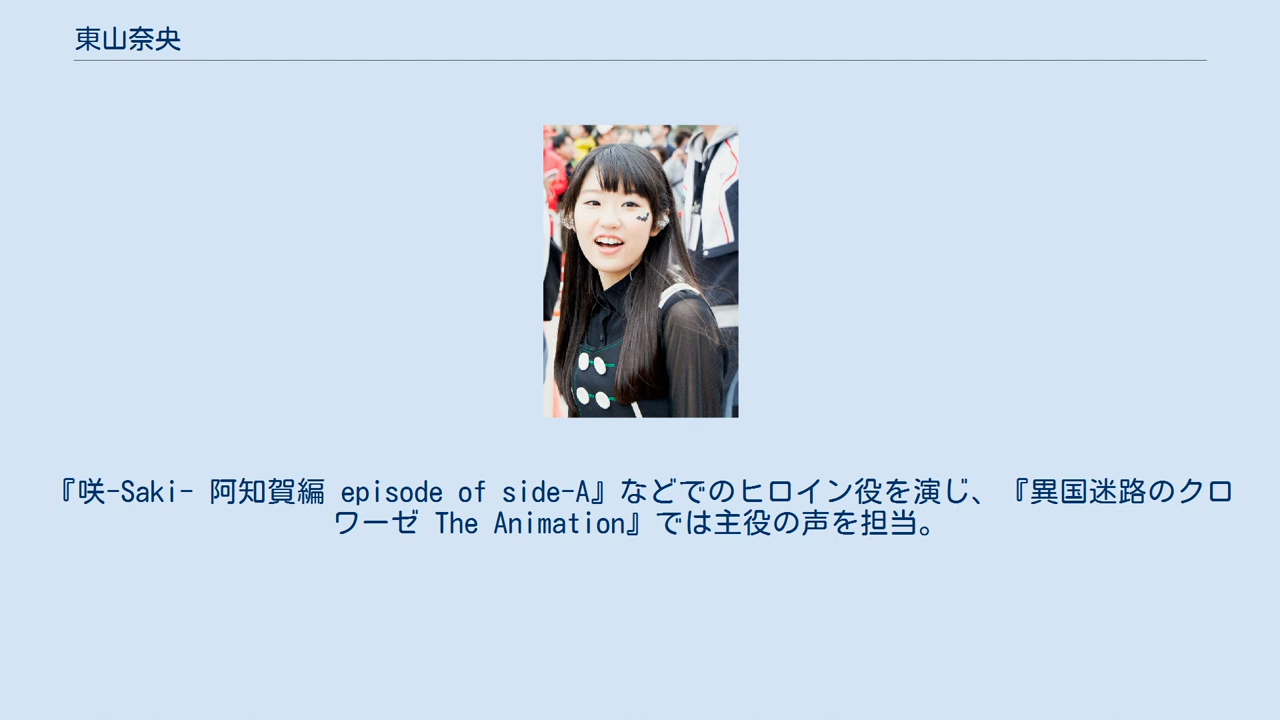 東山奈央
『咲-Saki- 阿知賀編 episode of side-A』などでのヒロイン役を演じ、『異国迷路のクロ
ワーゼ The Animation』では主役の声を担当。